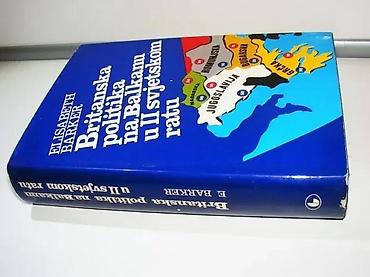 ELISABETH
BARKER
Britanska
politika
na Balkanu
u II svjetskom
ratu
JUGOSLAVIJA
GRČKA
E. BARKER
Britanska politika na Balkanu
u II svjetskom ratu